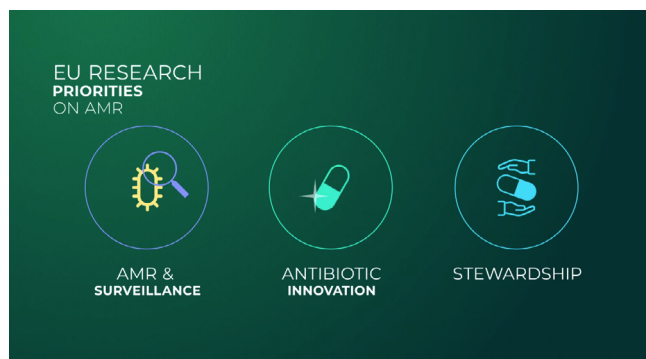 EU RESEARCH
PRIORITIES
ON AMR
AMR &
SURVEILLANCE
ANTIBIOTIC
INNOVATION
STEWARDSHIP